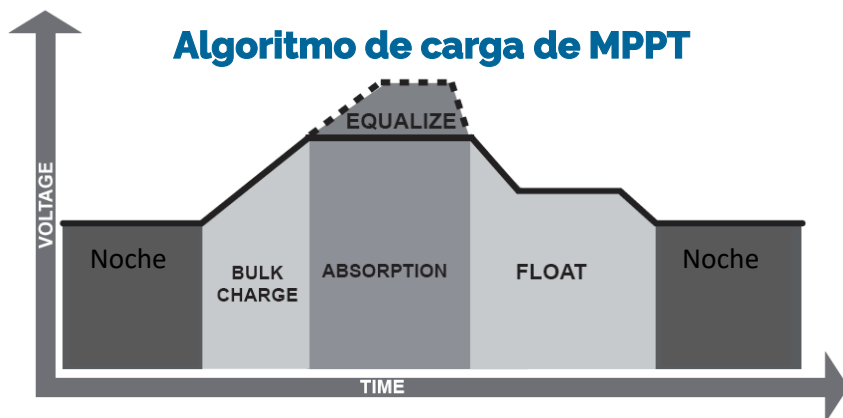 Algoritmo de carga de MPPT
VOLTAGE
EQUALIZE
Noche
BULK
CHARGE
ABSORPTION
FLOAT
Noche
TIME